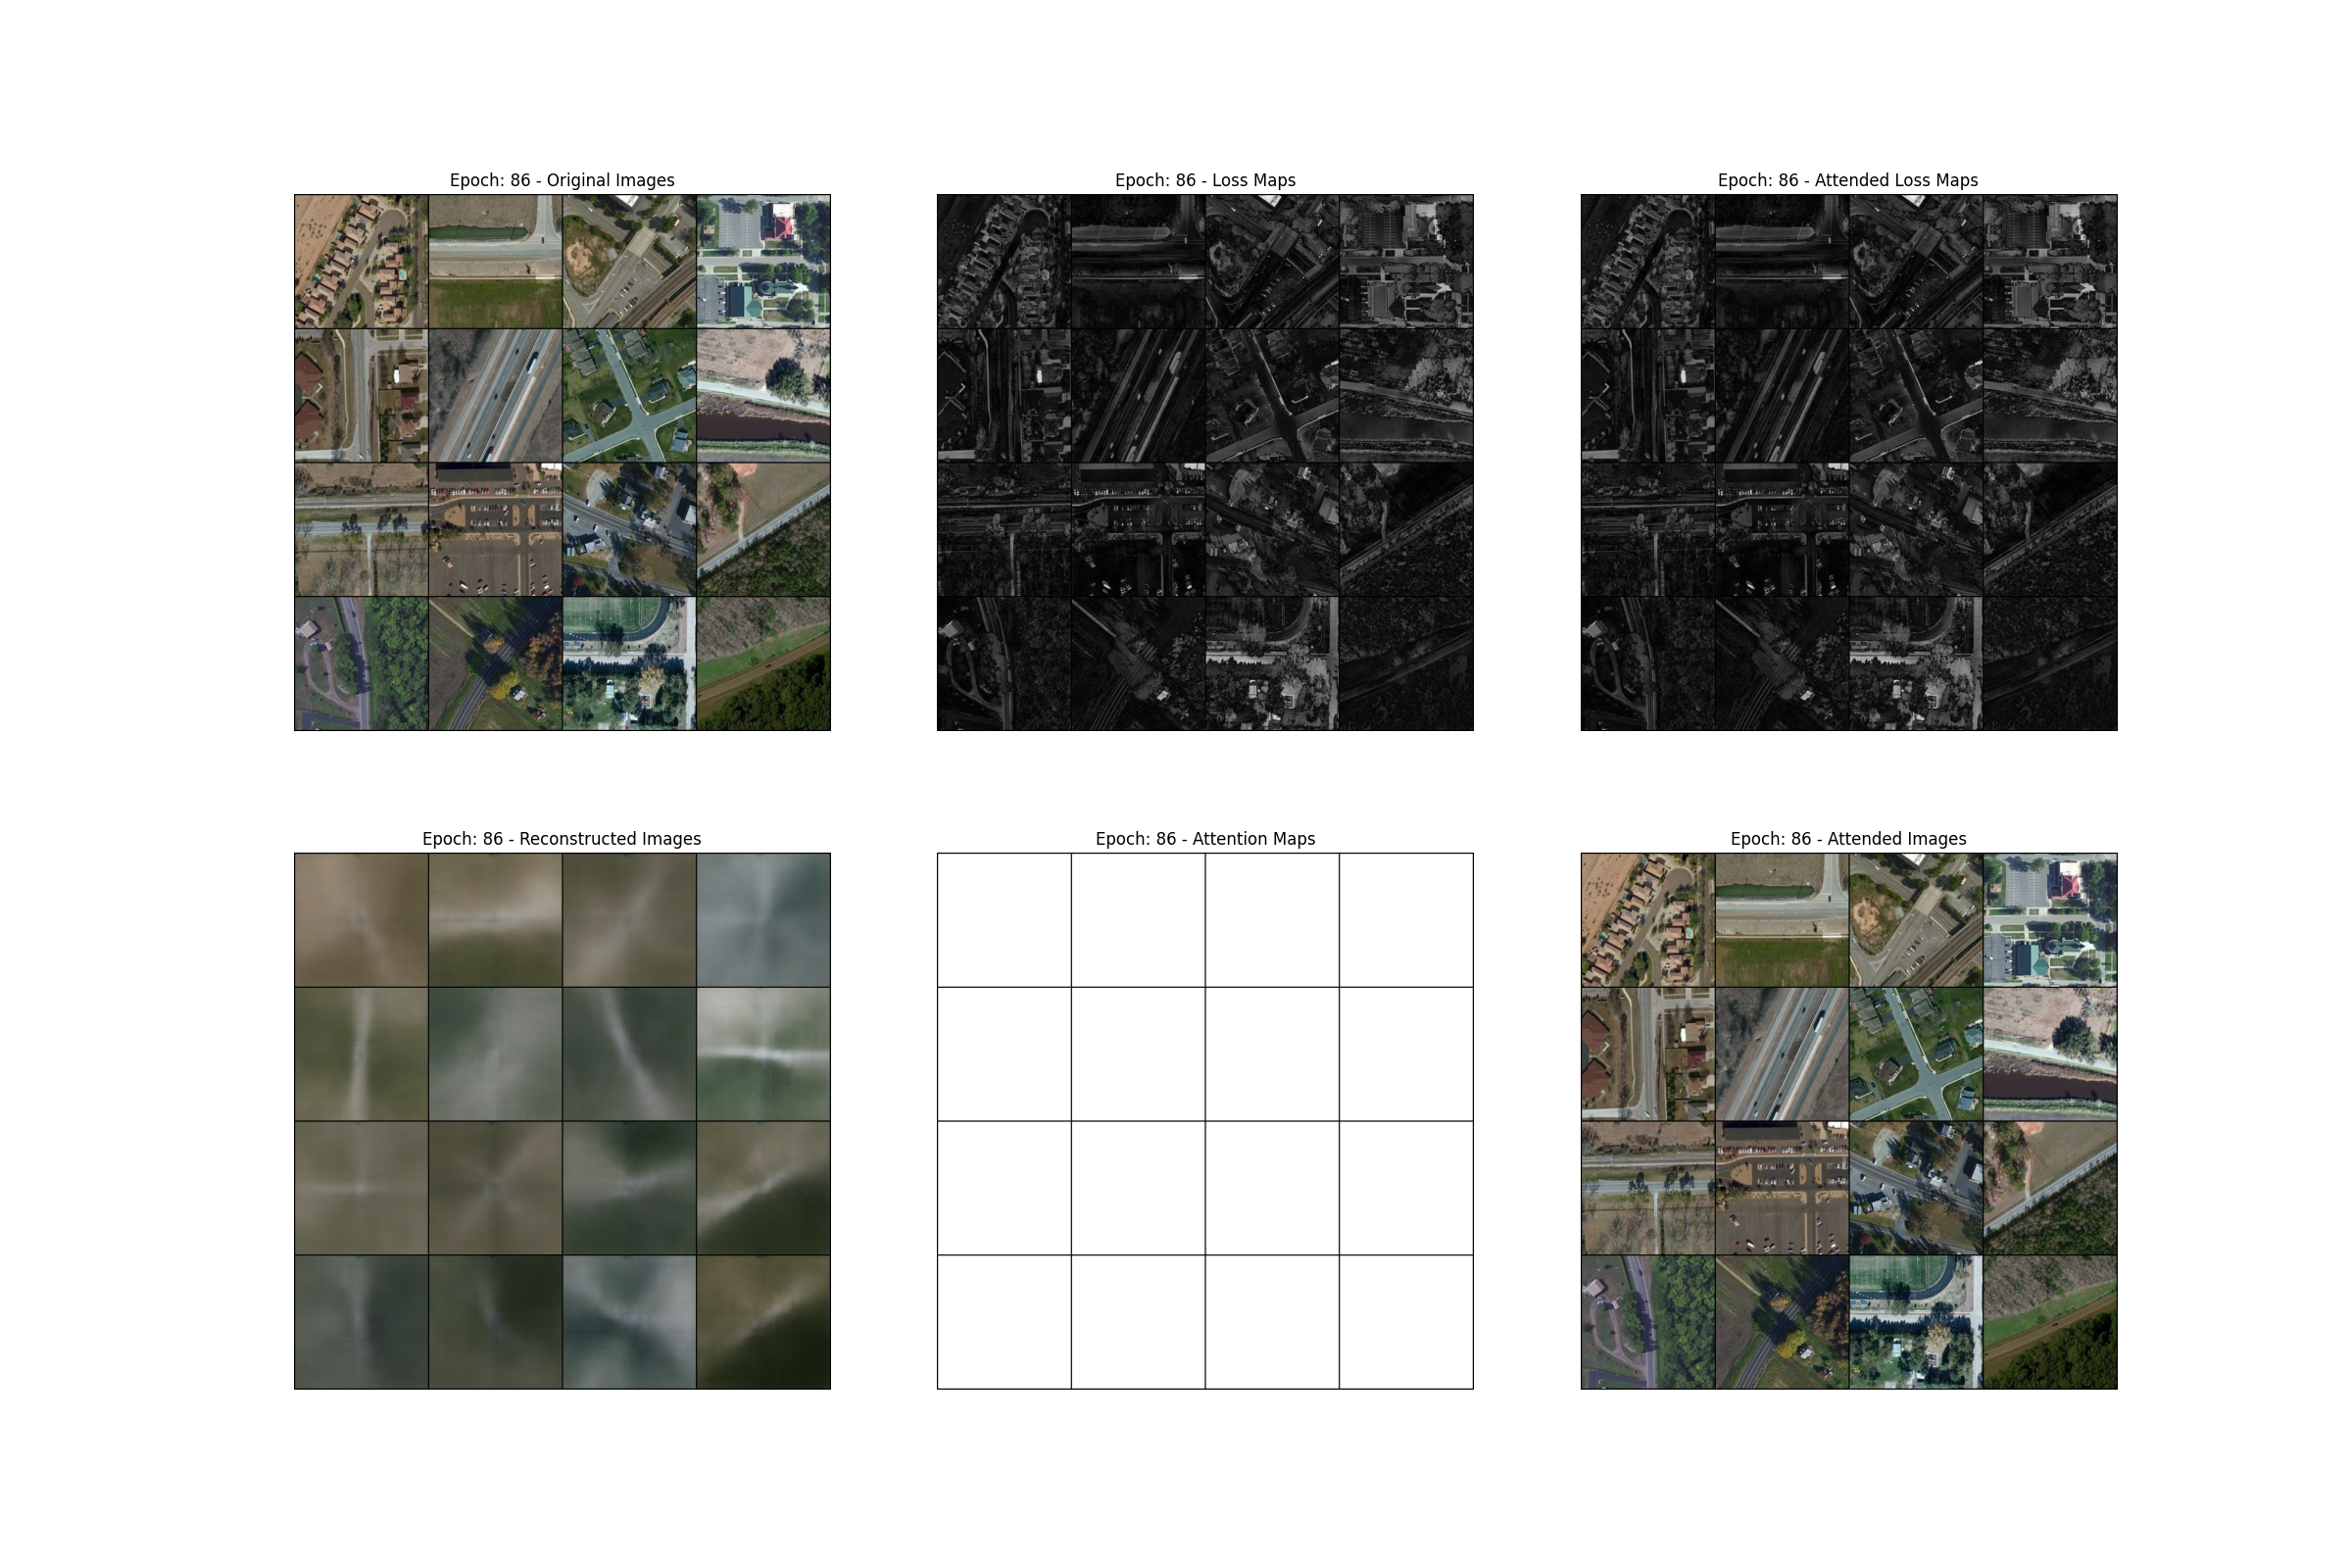 Epoch: 86 - Original Images
Epoch: 86 - Loss Maps
Epoch: 86 - Attended Loss Maps
Epoch: 86 - Reconstructed Images
Epoch: 86 - Attention Maps
Epoch: 86 - Attended Images